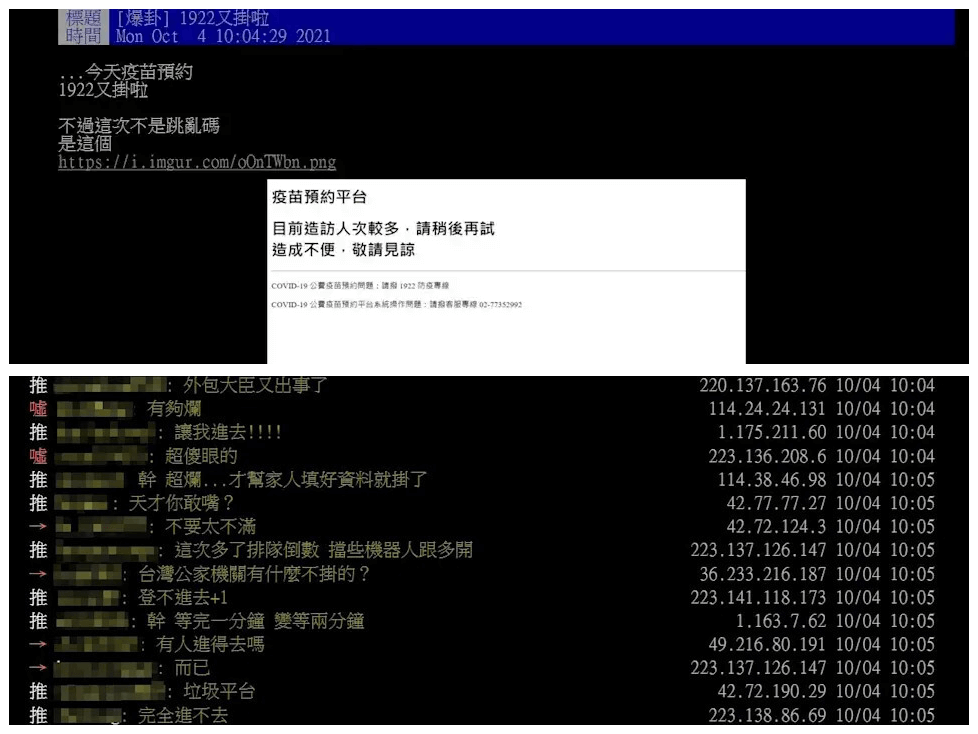 標題 [爆卦] 1922又掛啦
時間 Mon Oct  4 10:04:29 2021
...今天疫苗預約
1922又掛啦
不過這次不是跳亂碼
是這個
https://i.imgur.com/oOnTWbn.png
疫苗預約平台
目前造訪人次較多，請稍後再試
造成不便，敬請見諒
COVID-19 公費疫苗預約問題：請撥 1922 防疫專線
COVID-19 公費疫苗預約平台系統操作問題：請撥客服專線 02-77352992
推 : 外包大臣又出事了 220.137.163.76 10/04 10:04
噓 : 有夠爛 114.24.24.131 10/04 10:04
推 : 讓我進去!!!! 1.175.211.60 10/04 10:04
噓 : 超傻眼的 223.136.208.6 10/04 10:04
推 幹 超爛...才幫家人填好資料就掛了 114.38.46.98 10/04 10:05
推 : 天才你敢嘴？ 42.77.77.27 10/04 10:05
→ : 不要太不滿 42.72.124.3 10/04 10:05
推 : 這次多了排隊倒數 擋些機器人跟多開 223.137.126.147 10/04 10:05
→ : 台灣公家機關有什麼不掛的？ 36.233.216.187 10/04 10:05
推 : 登不進去+1 223.141.118.173 10/04 10:05
推 : 幹 等完一分鐘 變等兩分鐘 1.163.7.62 10/04 10:05
→ : 有人進得去嗎 49.216.80.191 10/04 10:05
→ : 而已 223.137.126.147 10/04 10:05
推 : 垃圾平台 42.72.190.29 10/04 10:05
推 : 完全進不去 223.138.86.69 10/04 10:05